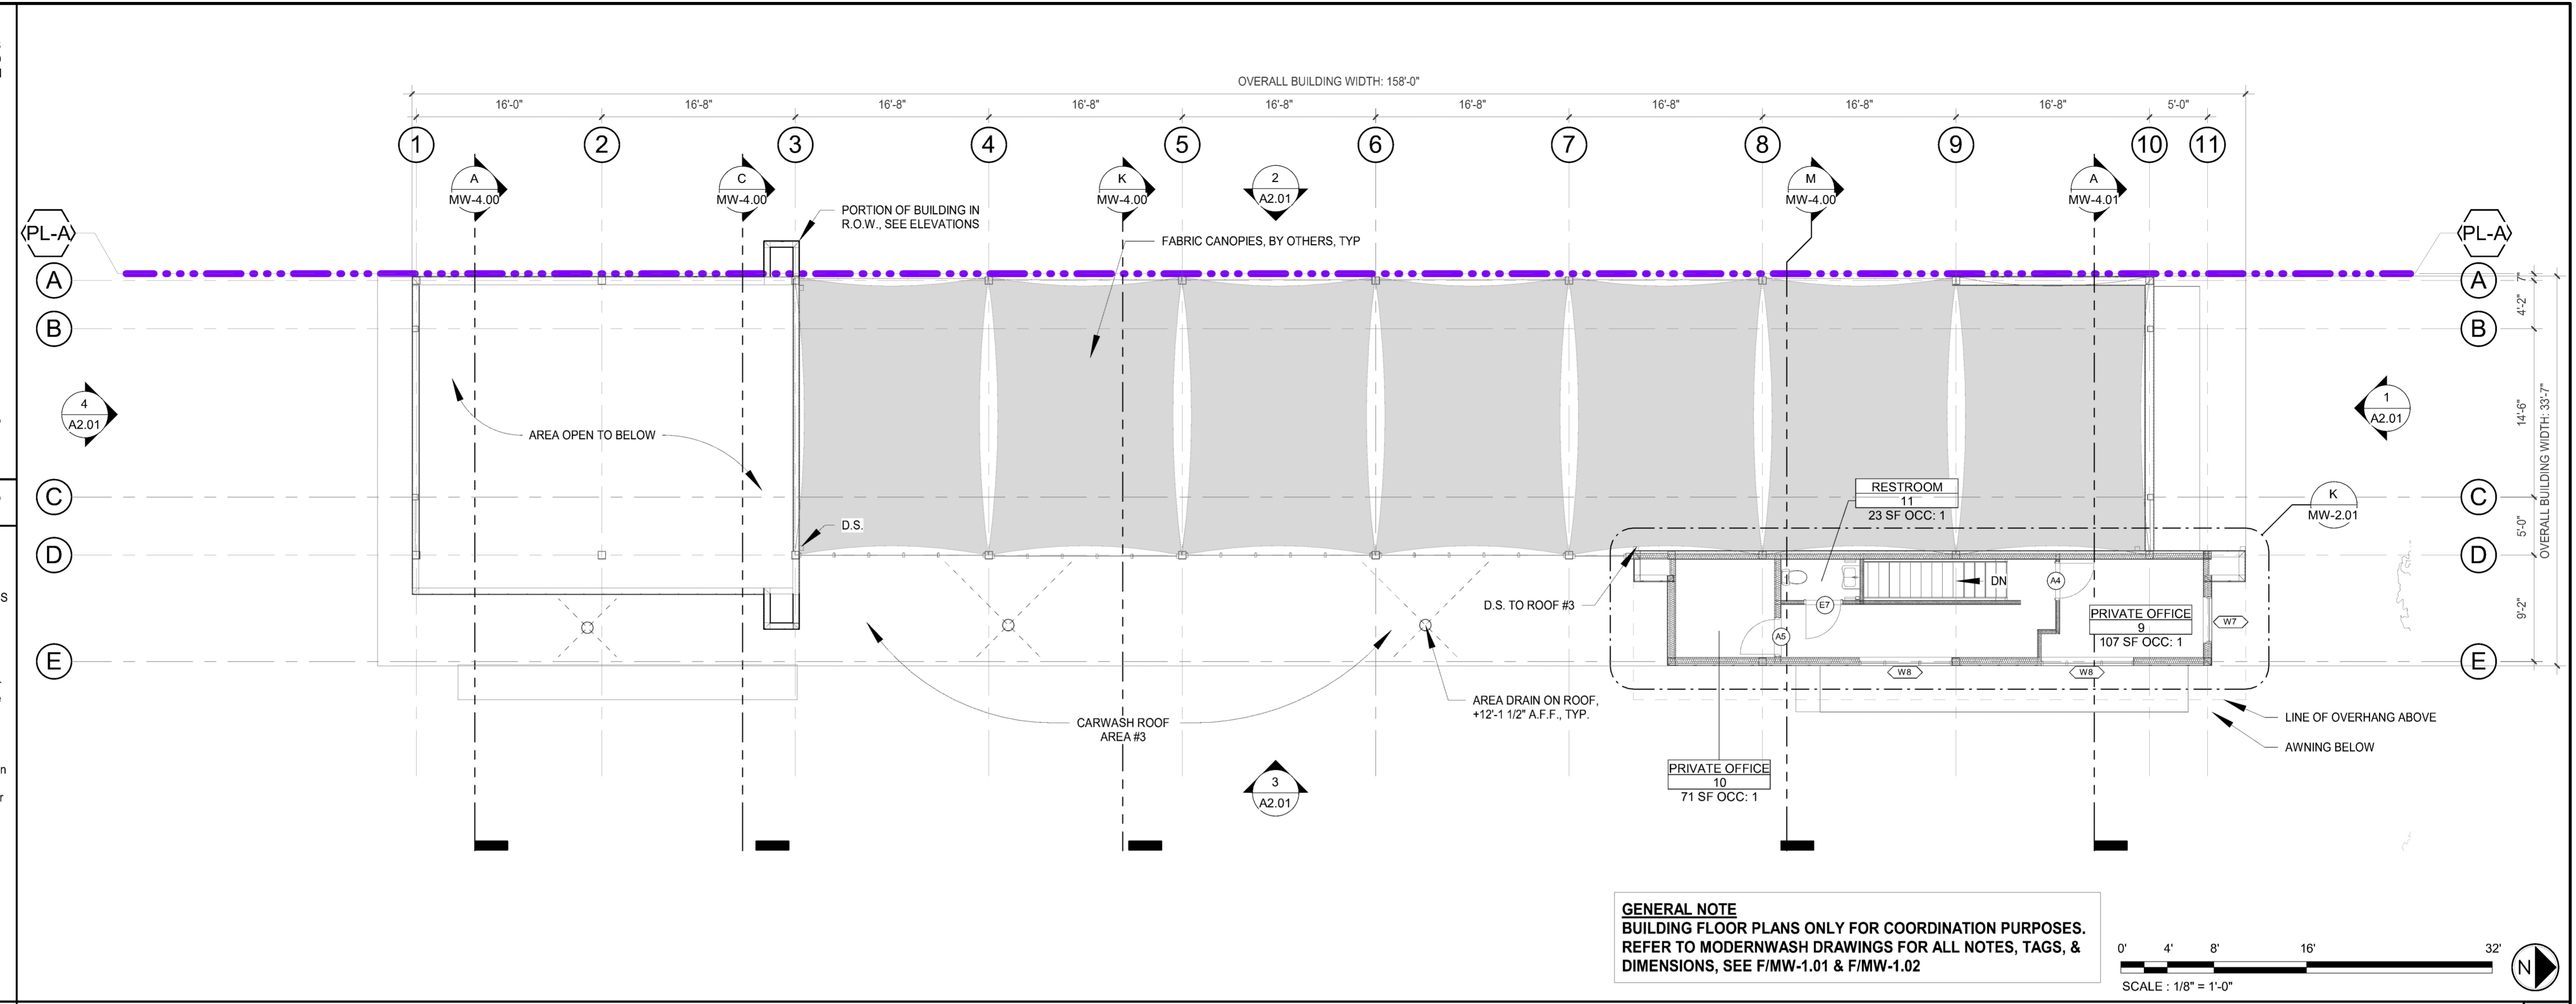 OVERALL BUILDING WIDTH: 158'-0"
16'-0" 16'-8" 16'-8" 16'-8" 16'-8" 16'-8" 16'-8" 16'-8" 16'-8" 5'-0"
1 2 3 4 5 6 7 8 9 10 11
A
MW-4.00
C
MW-4.00
K
MW-4.00
2
A2.01
M
MW-4.00
A
MW-4.01
PORTION OF BUILDING IN
R.O.W., SEE ELEVATIONS
FABRIC CANOPIES, BY OTHERS, TYP
PL-A
PL-A
A
A
7"
4'-2"
B
B
4
A2.01
1
A2.01
14'-6"
OVERALL BUILDING WIDTH: 33'-7"
AREA OPEN TO BELOW
RESTROOM
11
23 SF OCC: 1
K
MW-2.01
C
C
5'-0"
D.S.
D
D
DN
A4
D.S. TO ROOF #3
E7
PRIVATE OFFICE
9
107 SF OCC: 1
W7
9'-2"
A5
E
E
W8
W8
AREA DRAIN ON ROOF,
+12'-1 1/2" A.F.F., TYP.
CARWASH ROOF
AREA #3
LINE OF OVERHANG ABOVE
AWNING BELOW
PRIVATE OFFICE
10
71 SF OCC: 1
3
A2.01
GENERAL NOTE
BUILDING FLOOR PLANS ONLY FOR COORDINATION PURPOSES.
REFER TO MODERNWASH DRAWINGS FOR ALL NOTES, TAGS, &
DIMENSIONS, SEE F/MW-1.01 & F/MW-1.02
0' 4' 8' 16' 32'
SCALE : 1/8" = 1'-0"
N